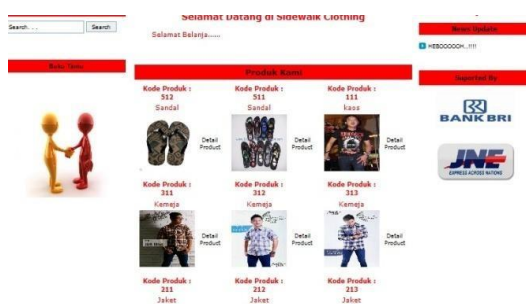 Selamat Datang di Sidewalk Clothing
Search. . .
Search
Selamat Belanja......
News Update
HEBOOOOOH...!!!!
Buku Tamu
Produk Kami
Supported By
Kode Produk :
512
Sandal
Detail
Product
Kode Produk :
511
Sandal
Detail
Product
Kode Produk :
111
kaos
Detail
Product
BANK BRI
JNE
EXPRESS ACROSS NATIONS
Kode Produk :
311
Kemeja
Detail
Product
Kode Produk :
312
Kemeja
Detail
Product
Kode Produk :
313
Kemeja
Detail
Product
Kode Produk :
211
Jaket
Kode Produk :
212
Jaket
Kode Produk :
213
Jaket